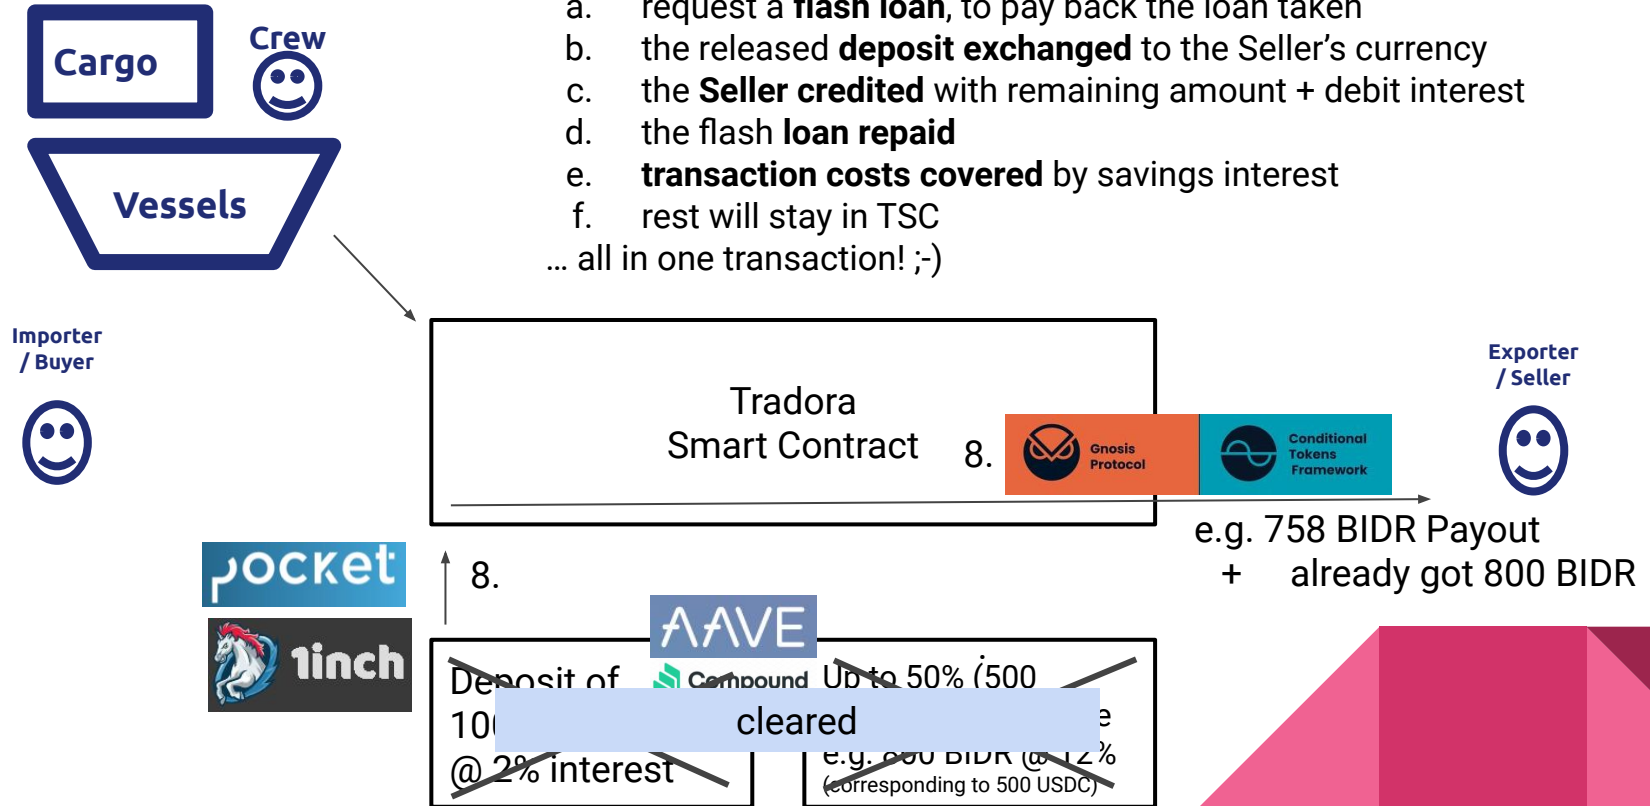 a. request a flash loan, to pay back the loan taken
b. the released deposit exchanged to the Seller's currency
c. the Seller credited with remaining amount + debit interest
d. the flash loan repaid
e. transaction costs covered by savings interest
f. rest will stay in TSC
... all in one transaction! ;-)
Cargo
Crew
Vessels
Importer
/ Buyer
Exporter
/ Seller
Tradora
Smart Contract
8.
Gnosis
Protocol
Conditional
Tokens
Framework
e.g. 758 BIDR Payout
+ already got 800 BIDR
pocket
1inch
8.
AAVE
Compound
Deposit of
@ 2% interest
Up to 50% (500
cleared
e.g. 800 BIDR @ 12%
(corresponding to 500 USDC)